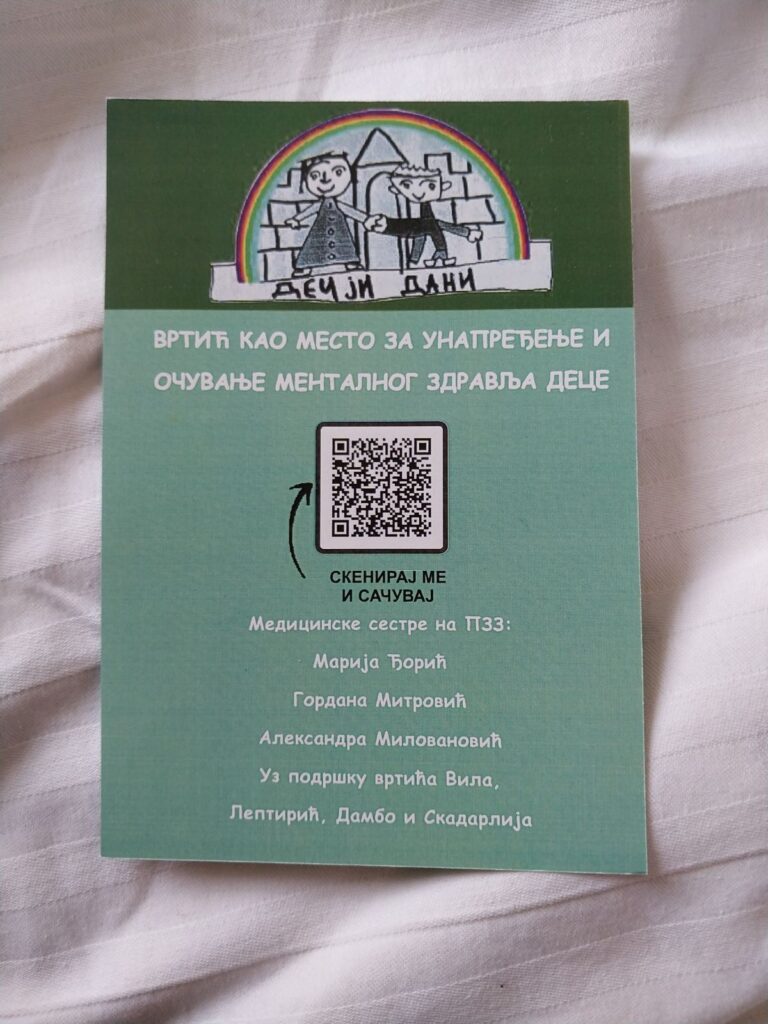 ДЕЧЈИ ДАНИ
ВРТИЋ КАО МЕСТО ЗА УНАПРЕЂЕЊЕ И
ОЧУВАЊЕ МЕНТАЛНОГ ЗДРАВЉА ДЕЦЕ
СКЕНИРАЈ МЕ
И САЧУВАЈ
Медицинске сестре на ПЗЗ:
Марија Ђорић
Гордана Митровић
Александра Миловановић
Уз подршку вртића Вила,
Лептирић, Дамбо и Скадарлија